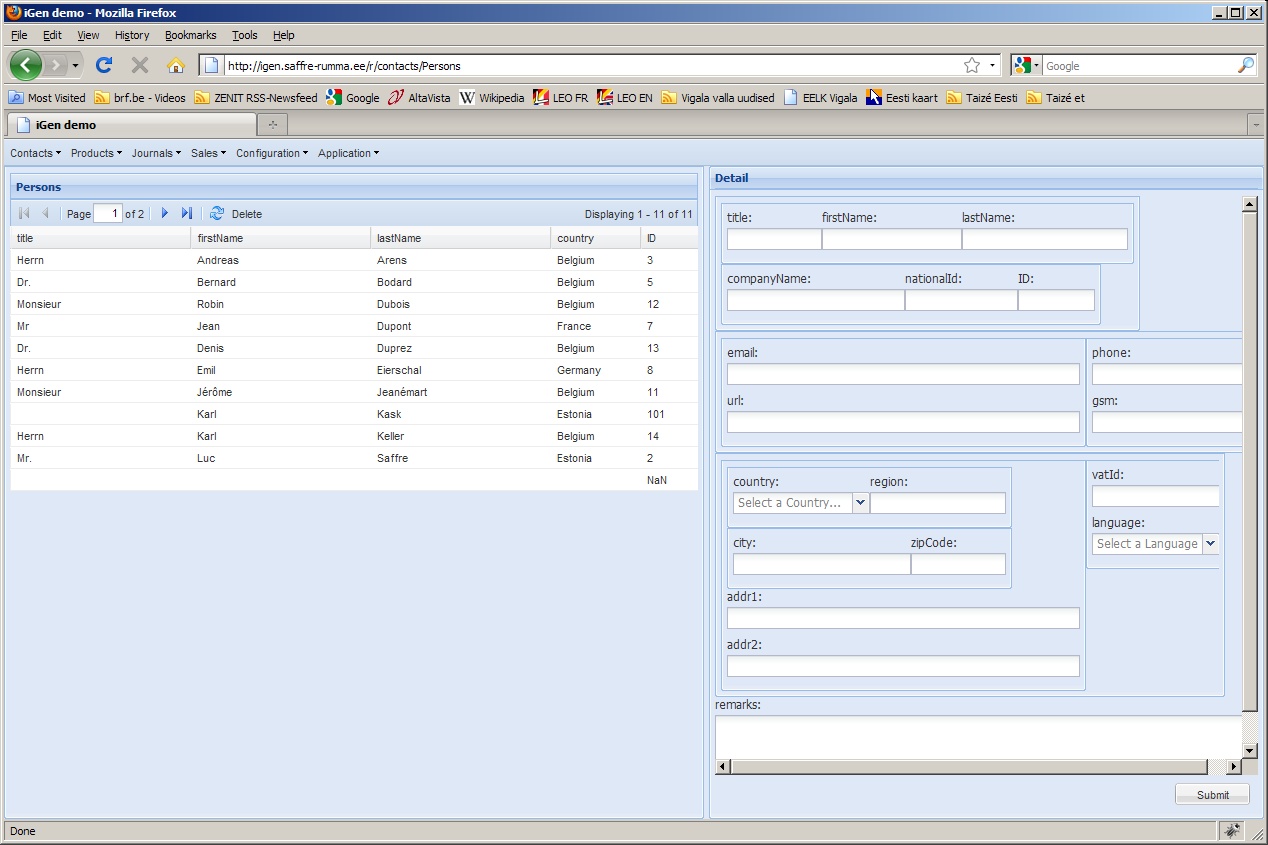 iGen demo - Mozilla Firefox
File Edit View History Bookmarks Tools Help
http://igen.saffre-rumma.ee/r/contacts/Persons Google
Most Visited brf.be - Videos ZENIT RSS-Newsfeed Google AltaVista W Wikipedia LEO FR LEO EN Vigala valla uudised EELK Vigala Eesti kaart Taizé Eesti Taizé et
iGen demo
Contacts Products Journals Sales Configuration Application
Persons
Page 1 of 2 Delete Displaying 1 - 11 of 11
title firstName lastName country ID
Herrn Andreas Arens Belgium 3
Dr. Bernard Bodard Belgium 5
Monsieur Robin Dubois Belgium 12
Mr Jean Dupont France 7
Dr. Denis Duprez Belgium 13
Herrn Emil Eierschal Germany 8
Monsieur Jérôme Jeanémart Belgium 11
Karl Kask Estonia 101
Herrn Karl Keller Belgium 14
Mr. Luc Saffre Estonia 2
NaN
Detail
title: firstName: lastName:
companyName: nationalId: ID:
email: phone:
url: gsm:
country: region: vatId:
Select a Country...
language:
city: zipCode: Select a Language
addr1:
addr2:
remarks:
Submit
Done